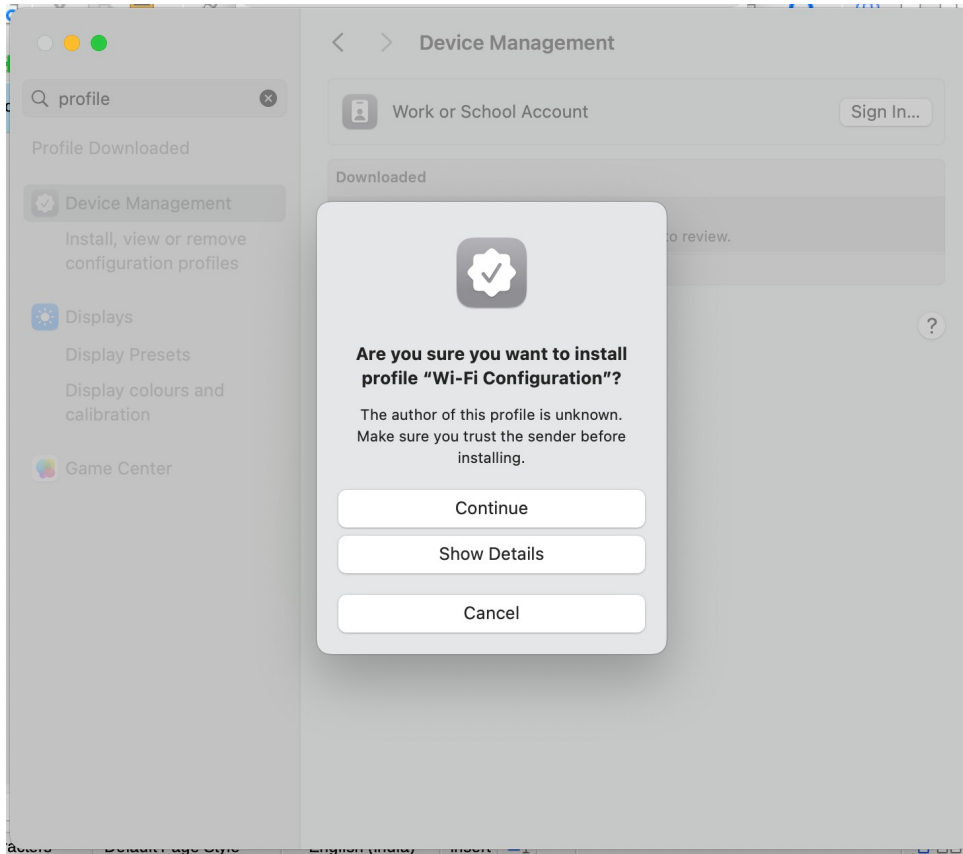 Device Management
profile
Work or School Account
Sign In...
Profile Downloaded
Downloaded
Device Management
Install, view or remove
configuration profiles
to review.
Displays
Display Presets
Display colours and
calibration
Game Center
?
Are you sure you want to install
profile “Wi-Fi Configuration”?
The author of this profile is unknown.
Make sure you trust the sender before
installing.
Continue
Show Details
Cancel
Default Page Style
English (India)
Insert